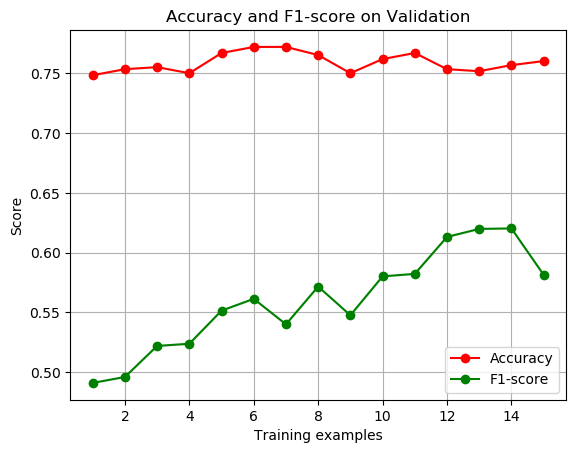 Accuracy and F1-score on Validation
Score
0.75
0.70
0.65
0.60
0.55
0.50
Accuracy
F1-score
2 4 6 8 10 12 14
Training examples